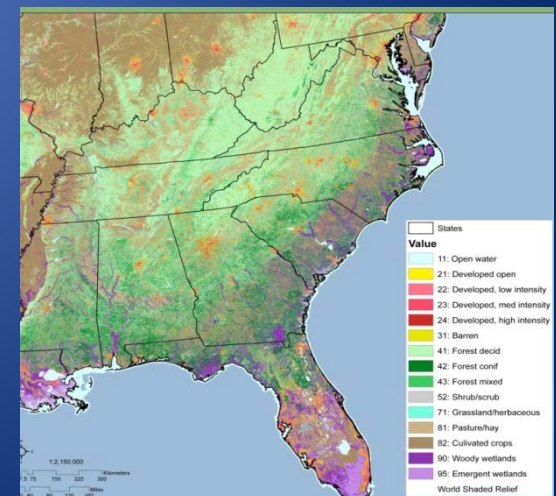 States
Value
11: Open water
21: Developed open
22: Developed, low intensity
23: Developed, med intensity
24: Developed, high intensity
31: Barren
41: Forest decid
42: Forest conif
43: Forest mixed
52: Shrub/scrub
71: Grassland/herbaceous
81: Pasture/hay
82: Culivated crops
90: Woody wetlands
95: Emergent wetlands
World Shaded Relief
1:2,150,000
75 150 225 300
Kilometers
Miles